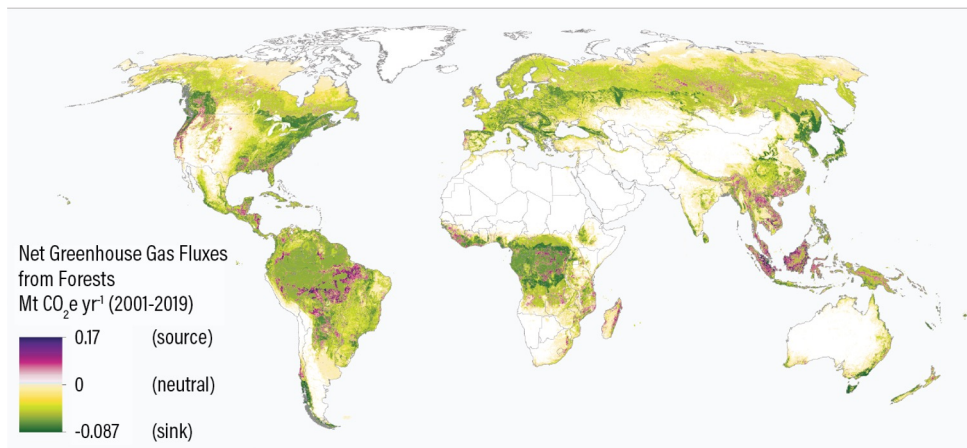 Net Greenhouse Gas Fluxes
from Forests
Mt CO₂e yr⁻¹ (2001-2019)
0.17 (source)
0 (neutral)
-0.087 (sink)